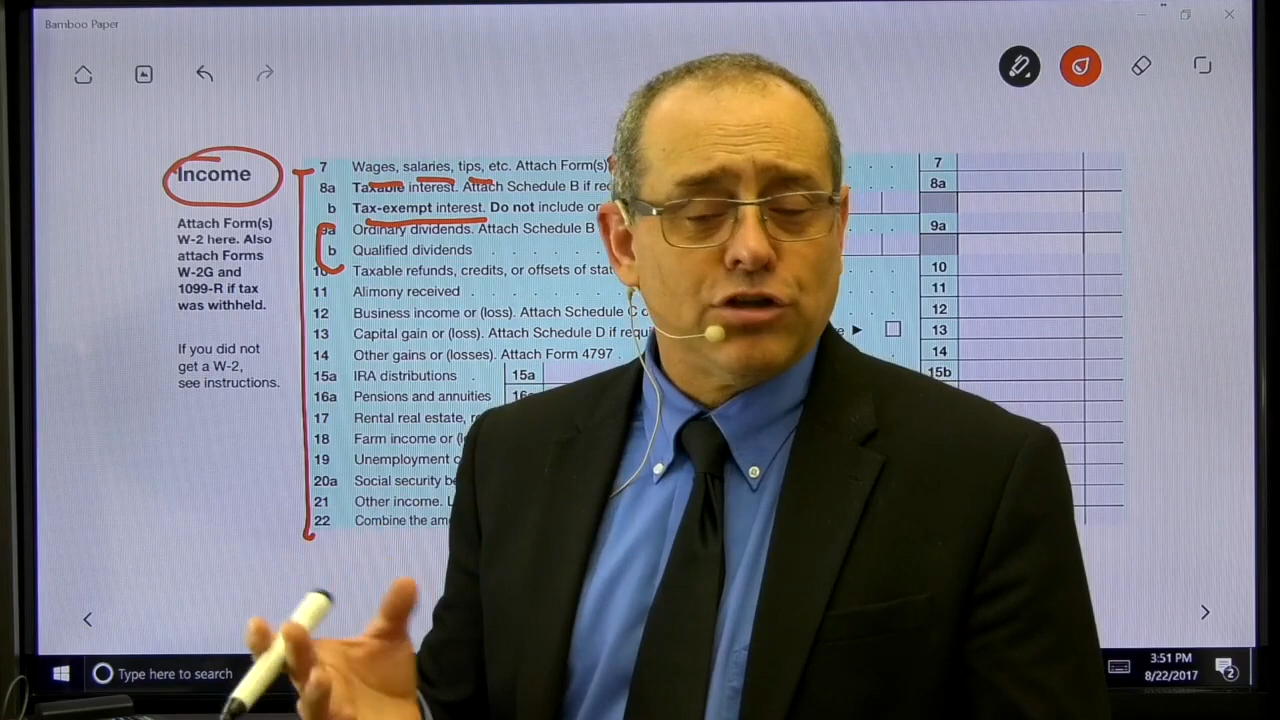 Bamboo Paper
Income
Attach Form(s)
W-2 here. Also
attach Forms
W-2G and
1099-R if tax
was withheld.
If you did not
get a W-2,
see instructions.
7 Wages, salaries, tips, etc. Attach Form(s) 7
8a Taxable interest. Attach Schedule B if 8a
b Tax-exempt interest. Do not include
9a Ordinary dividends. Attach Schedule B 9a
b Qualified dividends
10 Taxable refunds, credits, or offsets of 10
11 Alimony received 11
12 Business income or (loss). Attach Schedule C 12
13 Capital gain or (loss). Attach Schedule D if 13
14 Other gains or (losses). Attach Form 4797 14
15a IRA distributions 15a 15b
16a Pensions and annuities
17 Rental real estate,
18 Farm income or
19 Unemployment
20a Social security
21 Other income.
22 Combine the
Type here to search
3:51 PM
8/22/2017
2